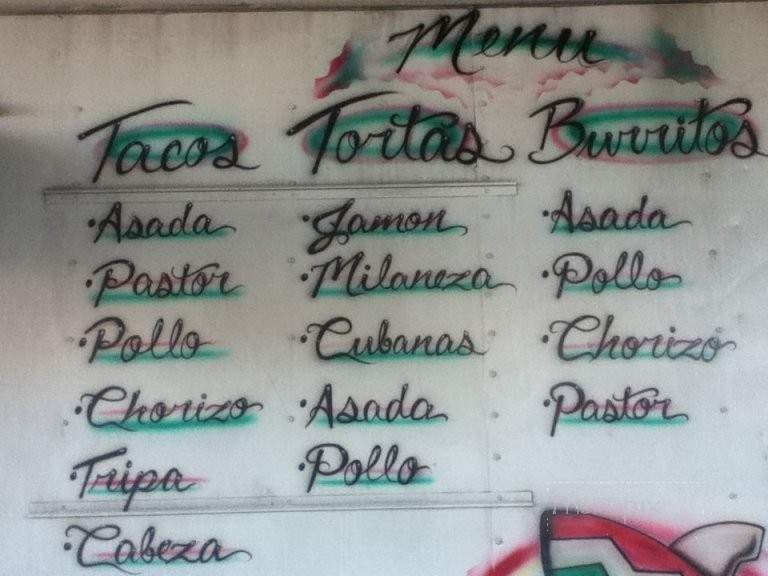 Menu
Tacos
·Asada
·Pastor
·Pollo
·Chorizo
·Tripa
·Cabeza
Tortas
·Jamon
·Milaneza
·Cubanas
·Asada
·Pollo
Burritos
·Asada
·Pollo
·Chorizo
·Pastor